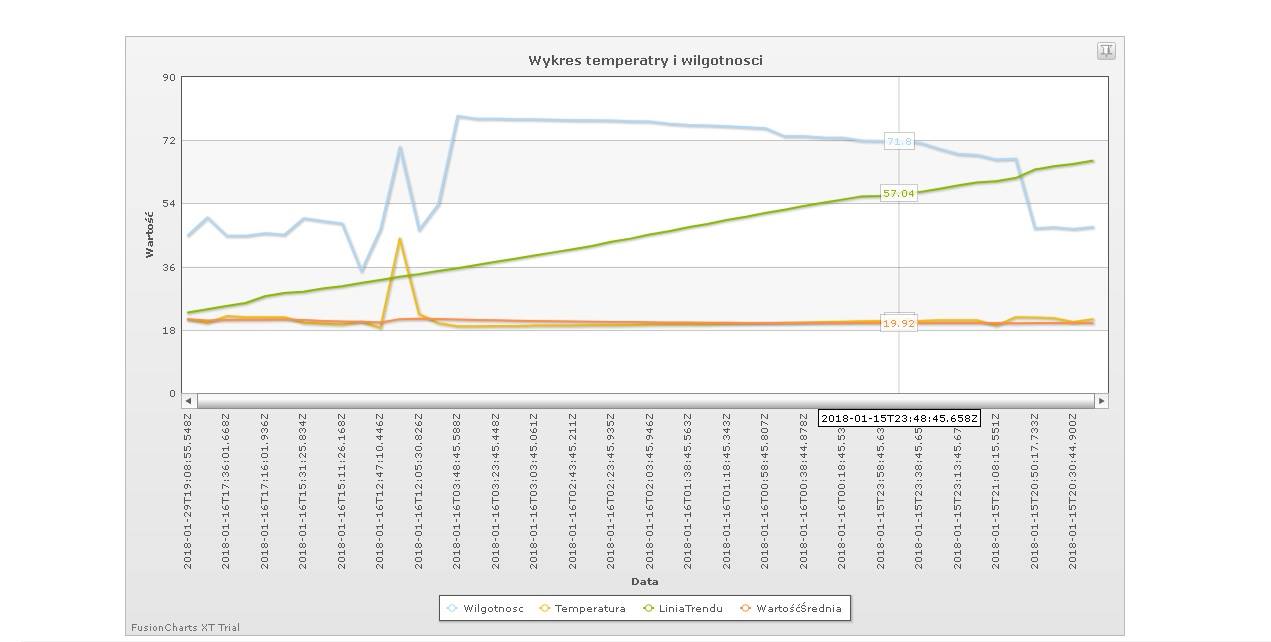 Wykres temperatry i wilgotnosci
90
72
54
36
18
0
Wartość
71.8
57.04
19.92
2018-01-15T23:48:45.658Z
2018-01-29T19:08:55.548Z
2018-01-16T17:36:01.668Z
2018-01-16T17:16:01.936Z
2018-01-16T15:31:25.834Z
2018-01-16T15:11:26.168Z
2018-01-16T12:47:10.446Z
2018-01-16T12:05:30.826Z
2018-01-16T03:48:45.588Z
2018-01-16T03:23:45.448Z
2018-01-16T03:03:45.061Z
2018-01-16T02:43:45.211Z
2018-01-16T02:23:45.935Z
2018-01-16T02:03:45.946Z
2018-01-16T01:38:45.563Z
2018-01-16T01:18:45.343Z
2018-01-16T00:58:45.807Z
2018-01-16T00:38:44.878Z
2018-01-16T00:18:45.53
2018-01-15T23:58:45.63
2018-01-15T23:38:45.65
2018-01-15T23:13:45.67
2018-01-15T21:08:15.551Z
2018-01-15T20:50:17.733Z
2018-01-15T20:30:44.900Z
Data
Wilgotnosc Temperatura LiniaTrendu WartośćŚrednia
FusionCharts XT Trial